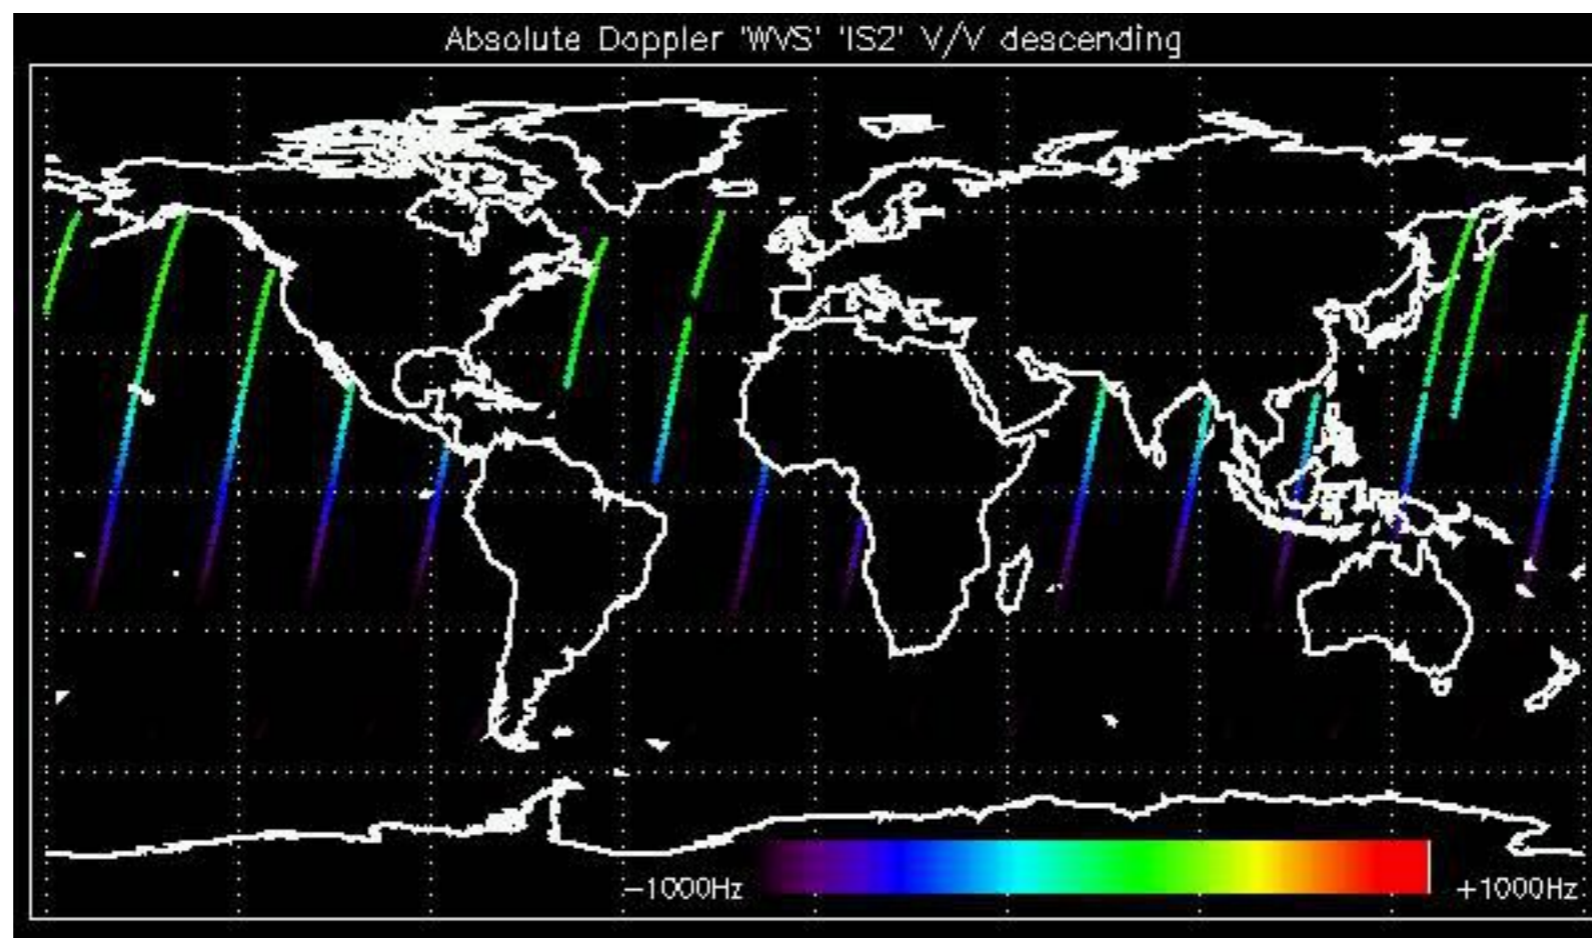 Absolute Doppler 'WVS' 'IS2' V/V descending
−1000Hz +1000Hz